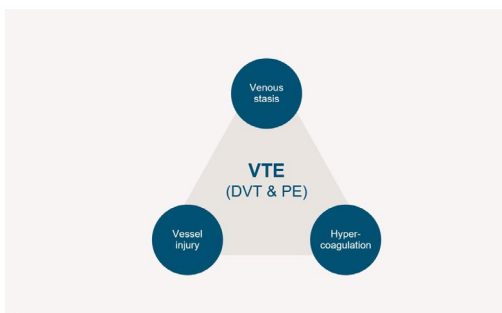 Venous
stasis
VTE
(DVT & PE)
Vessel
injury
Hyper-
coagulation